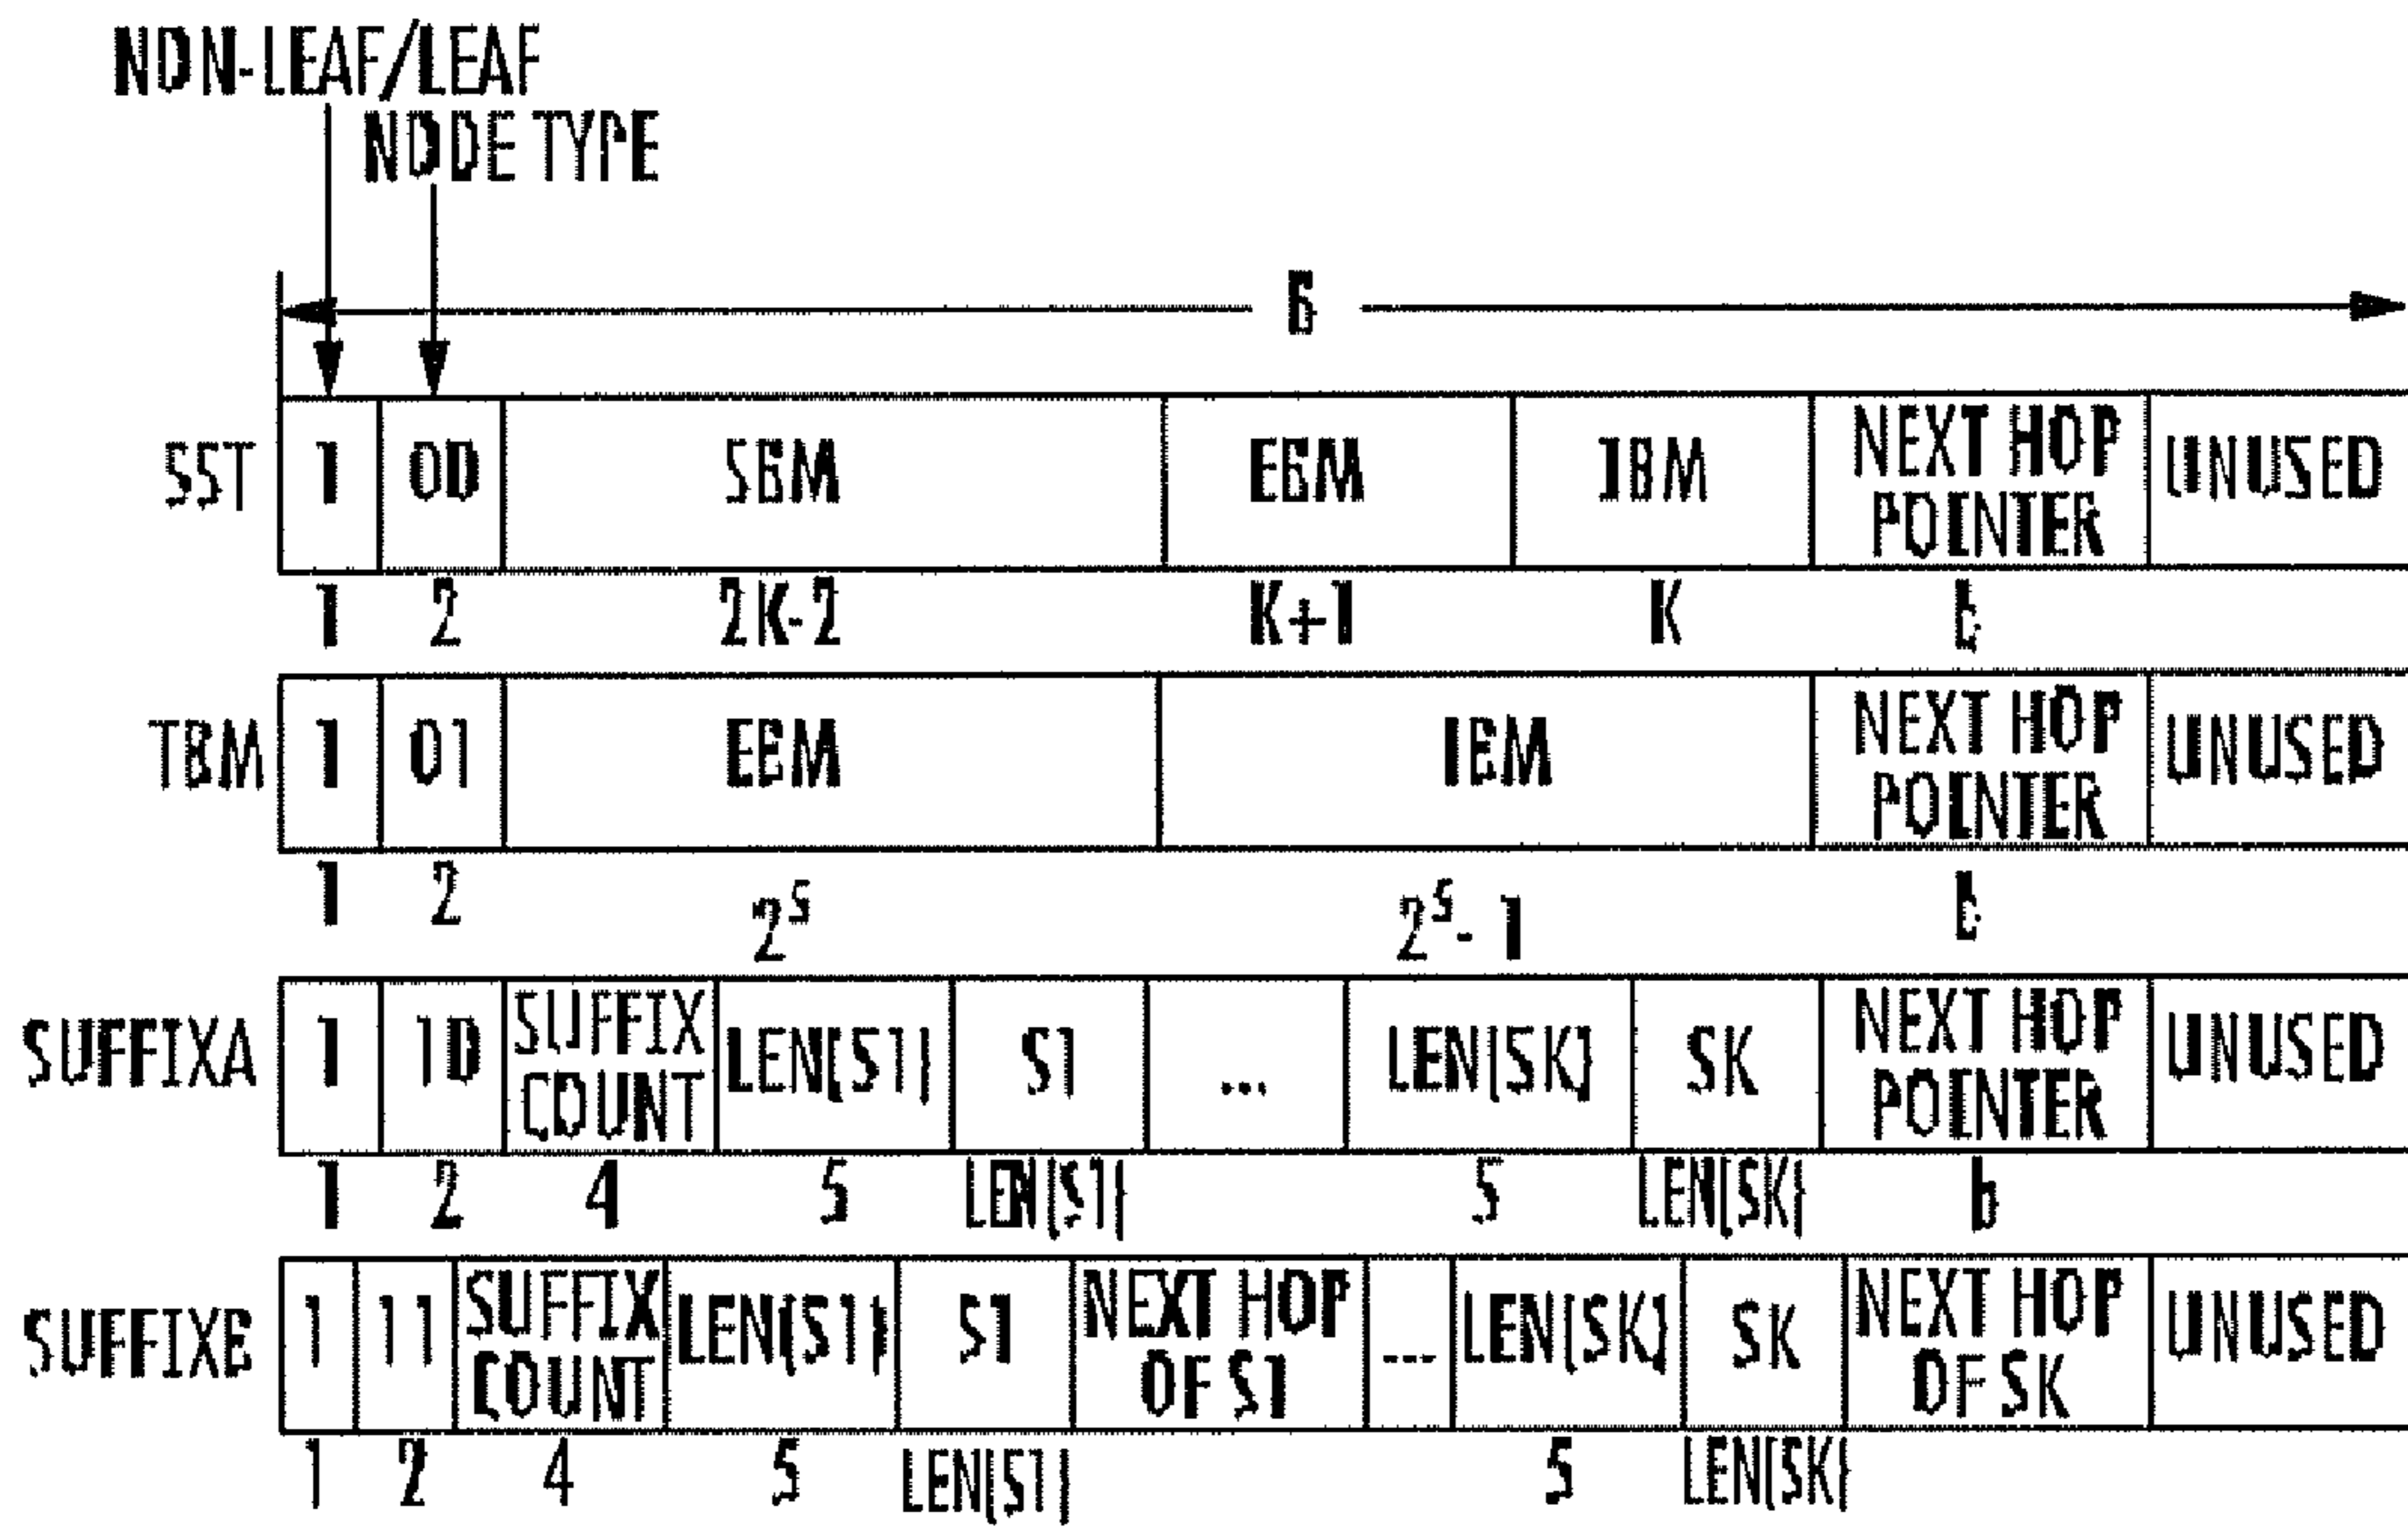 NON-LEAF/LEAF
NODE TYPE
B
SST 1 00 SBM EBM IBM NEXT HOP POINTER UNUSED
1 2 2K-2 K+1 K b
TBM 1 01 EBM IBM NEXT HOP POINTER UNUSED
1 2 2^S 2^S-1 b
SUFFIXA 1 10 SUFFIX COUNT LEN(S1) S1 ... LEN(SK) SK NEXT HOP POINTER UNUSED
1 2 4 5 LEN(S1) 5 LEN(SK) b
SUFFIXB 1 11 SUFFIX COUNT LEN(S1) S1 NEXT HOP OF S1 ... LEN(SK) SK NEXT HOP OF SK UNUSED
1 2 4 5 LEN(S1) 5 LEN(SK)